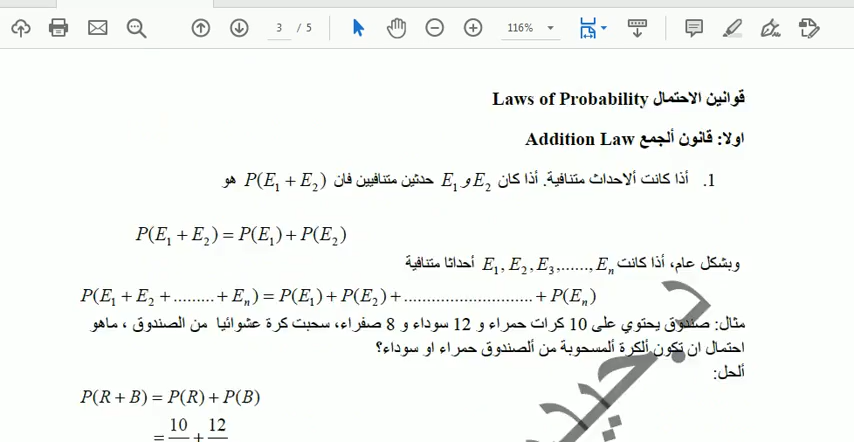 3 / 5
116%
قوانين الاحتمال Laws of Probability
اولا: قانون ألجمع Addition Law
1. أذا كانت ألاحداث متنافية. أذا كان E₁ و E₂ حدثين متنافيين فان P(E₁ + E₂) هو
P(E₁ + E₂) = P(E₁) + P(E₂)
وبشكل عام، أذا كانت E₁, E₂, E₃,......, Eₙ أحداثا متنافية
P(E₁ + E₂ + ......... + Eₙ) = P(E₁) + P(E₂) + ............................ + P(Eₙ)
مثال: صندوق يحتوي على 10 كرات حمراء و 12 سوداء و 8 صفراء، سحبت كرة عشوائيا من الصندوق ، ماهو
احتمال ان تكون ألكرة ألمسحوبة من ألصندوق حمراء او سوداء؟
ألحل:
P(R + B) = P(R) + P(B)
= 10 + 12